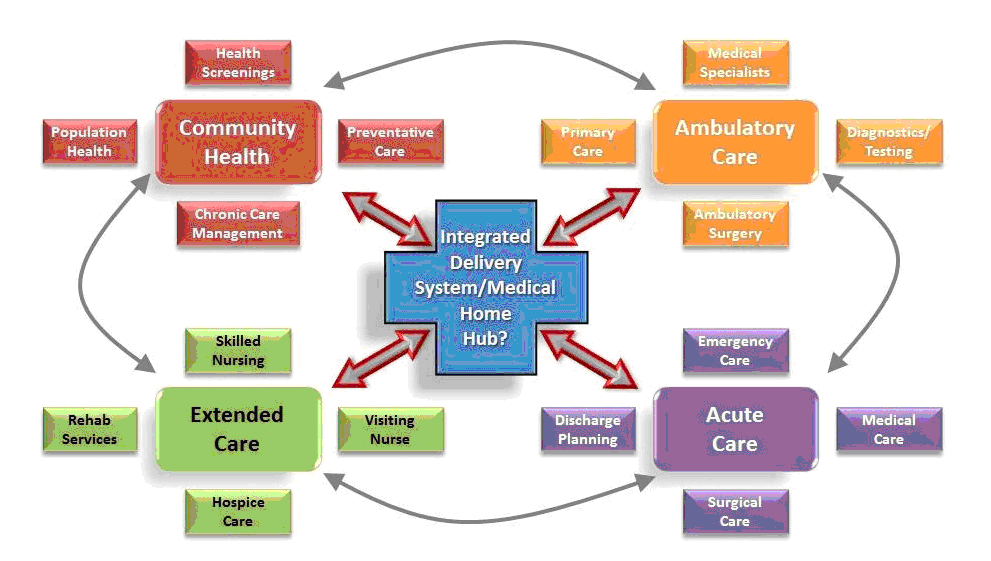 Health
Screenings
Population
Health
Community
Health
Preventative
Care
Chronic Care
Management
Medical
Specialists
Primary
Care
Ambulatory
Care
Diagnostics/
Testing
Ambulatory
Surgery
Integrated
Delivery
System/Medical
Home
Hub?
Skilled
Nursing
Rehab
Services
Extended
Care
Visiting
Nurse
Hospice
Care
Emergency
Care
Discharge
Planning
Acute
Care
Medical
Care
Surgical
Care